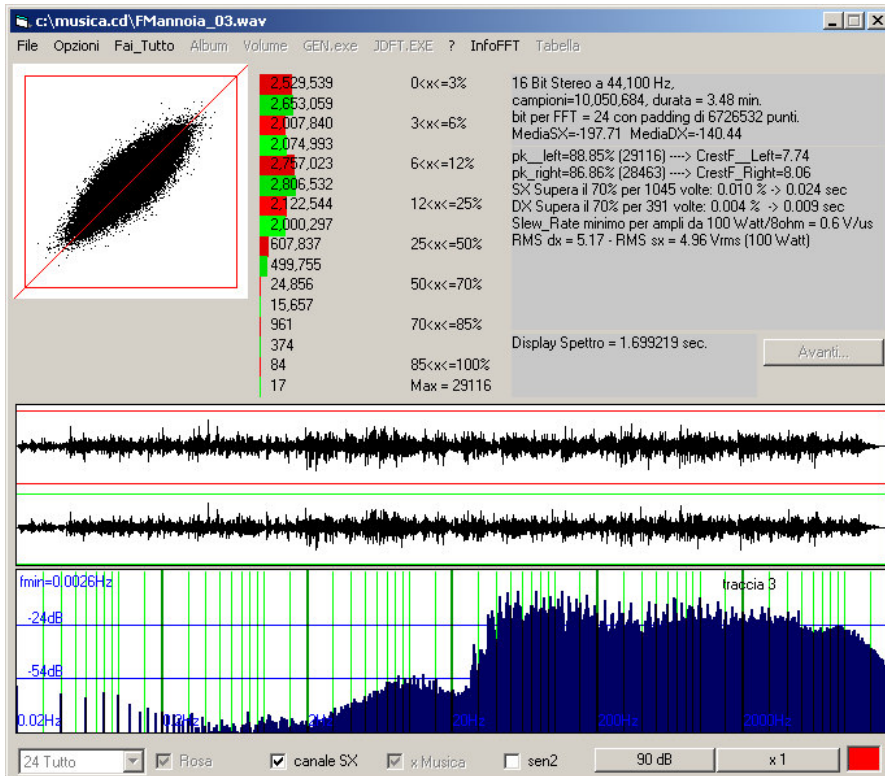 c:\musica.cd\FMannoia_03.wav
File Opzioni Fai_Tutto Album Volume GEN.exe JDFT.EXE ? InfoFFT Tabella
2,529,539 0<x<=3%
2,653,059
2,007,840 3<x<=6%
2,074,993
2,757,023 6<x<=12%
2,806,532
2,122,544 12<x<=25%
2,000,297
607,837 25<x<=50%
499,755
24,856 50<x<=70%
15,657
961 70<x<=85%
374
84 85<x<=100%
17 Max = 29116
16 Bit Stereo a 44,100 Hz,
campioni=10,050,684, durata = 3.48 min.
bit per FFT = 24 con padding di 6726532 punti.
MediaSX=-197.71 MediaDX=-140.44
pk__left=88.85% (29116) ----> CrestF__Left=7.74
pk_right=86.86% (28463) ----> CrestF_Right=8.06
SX Supera il 70% per 1045 volte: 0.010 % -> 0.024 sec
DX Supera il 70% per 391 volte: 0.004 % -> 0.009 sec
Slew_Rate minimo per ampli da 100 Watt/8ohm = 0.6 V/us
RMS dx = 5.17 - RMS sx = 4.96 Vrms (100 Watt)
Display Spettro = 1.699219 sec.
Avanti...
fmin=0.0026Hz
traccia 3
-24dB
-54dB
0.02Hz 0.2Hz 2Hz 20Hz 200Hz 2000Hz
24 Tutto Rosa canale SX x Musica sen2 90 dB x 1